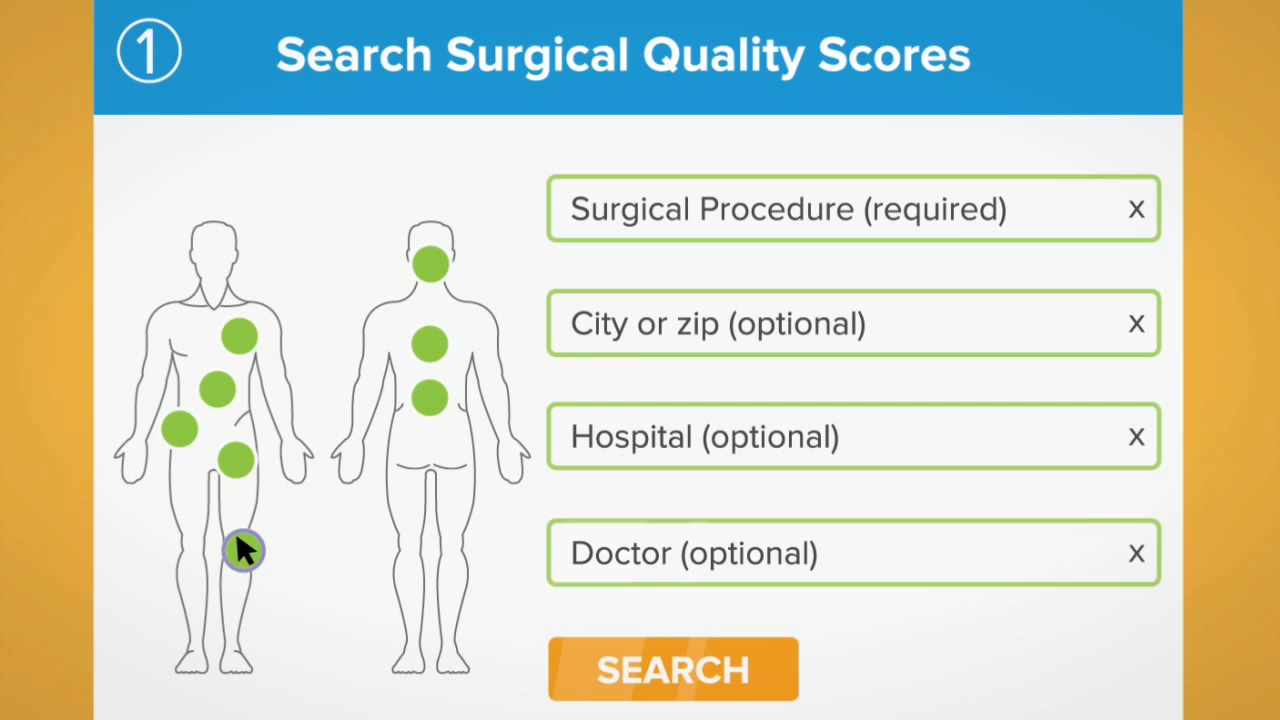 1 Search Surgical Quality Scores
Surgical Procedure (required) x
City or zip (optional) x
Hospital (optional) x
Doctor (optional) x
SEARCH